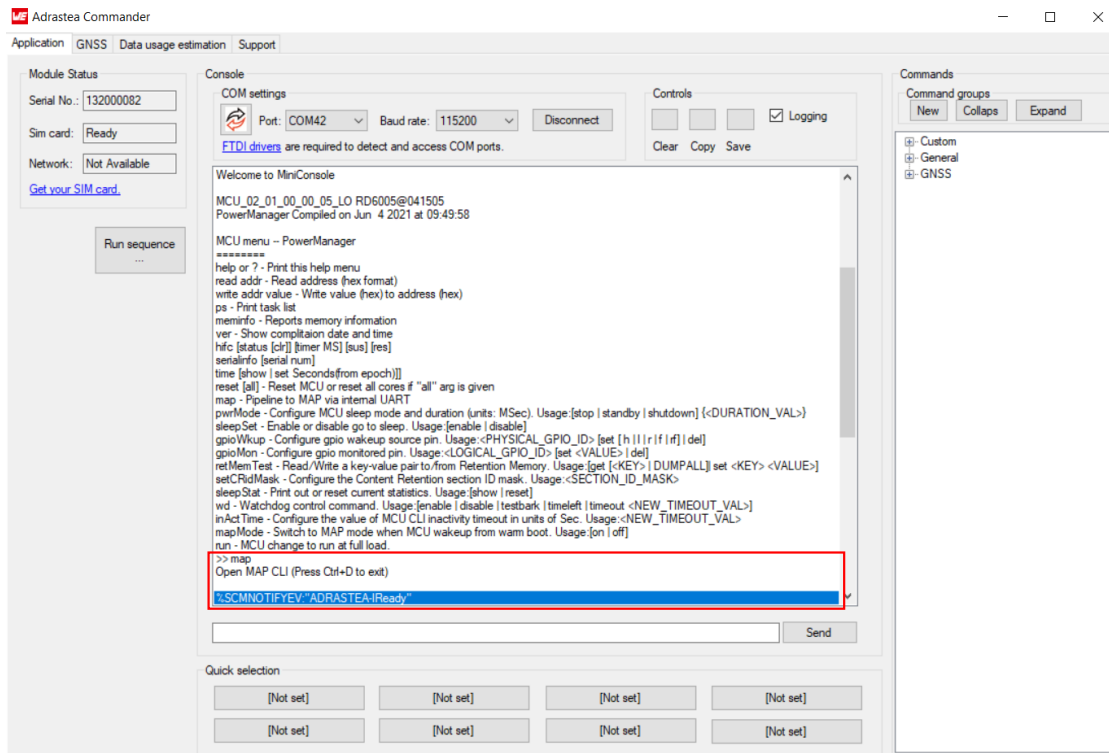 WE Adrastea Commander
Application GNSS Data usage estimation Support
Module Status
Serial No.: 132000082
Sim card: Ready
Network: Not Available
Get your SIM card.
Run sequence
...
Console
COM settings
Port: COM42 Baud rate: 115200 Disconnect
FTDI drivers are required to detect and access COM ports.
Controls
Logging
Clear Copy Save
Welcome to MiniConsole
MCU_02_01_00_00_05_LO RD6005@041505
PowerManager Compiled on Jun 4 2021 at 09:49:58
MCU menu -- PowerManager
========
help or ? - Print this help menu
read addr - Read address (hex format)
write addr value - Write value (hex) to address (hex)
ps - Print task list
meminfo - Reports memory information
ver - Show complitaion date and time
hifc [status [clr]] [timer MS] [sus] [res]
serialinfo [serial num]
time [show | set Seconds(from epoch)]]
reset [all] - Reset MCU or reset all cores if "all" arg is given
map - Pipeline to MAP via internal UART
pwrMode - Configure MCU sleep mode and duration (units: MSec). Usage:[stop | standby | shutdown] {<DURATION_VAL>}
sleepSet - Enable or disable go to sleep. Usage:[enable | disable]
gpioWkup - Configure gpio wakeup source pin. Usage:<PHYSICAL_GPIO_ID> [set [ h | l | r | f | rf] | del]
gpioMon - Configure gpio monitored pin. Usage:<LOGICAL_GPIO_ID> [set <VALUE> | del]
retMemTest - Read/Write a key-value pair to/from Retention Memory. Usage:[get [<KEY> | DUMPALL]| set <KEY> <VALUE>]
setCRidMask - Configure the Content Retention section ID mask. Usage:<SECTION_ID_MASK>
sleepStat - Print out or reset current statistics. Usage:[show | reset]
wd - Watchdog control command. Usage:[enable | disable | testbark | timeleft | timeout <NEW_TIMEOUT_VAL>]
inActTime - Configure the value of MCU CLI inactivity timeout in units of Sec. Usage:<NEW_TIMEOUT_VAL>
mapMode - Switch to MAP mode when MCU wakeup from warm boot. Usage:[on | off]
run - MCU change to run at full load.
>> map
Open MAP CLI (Press Ctrl+D to exit)
%SCMNOTIFYEV:"ADRASTEA-IReady"
Send
Quick selection
[Not set] [Not set] [Not set] [Not set]
[Not set] [Not set] [Not set] [Not set]
Commands
Command groups
New Collaps Expand
Custom
General
GNSS